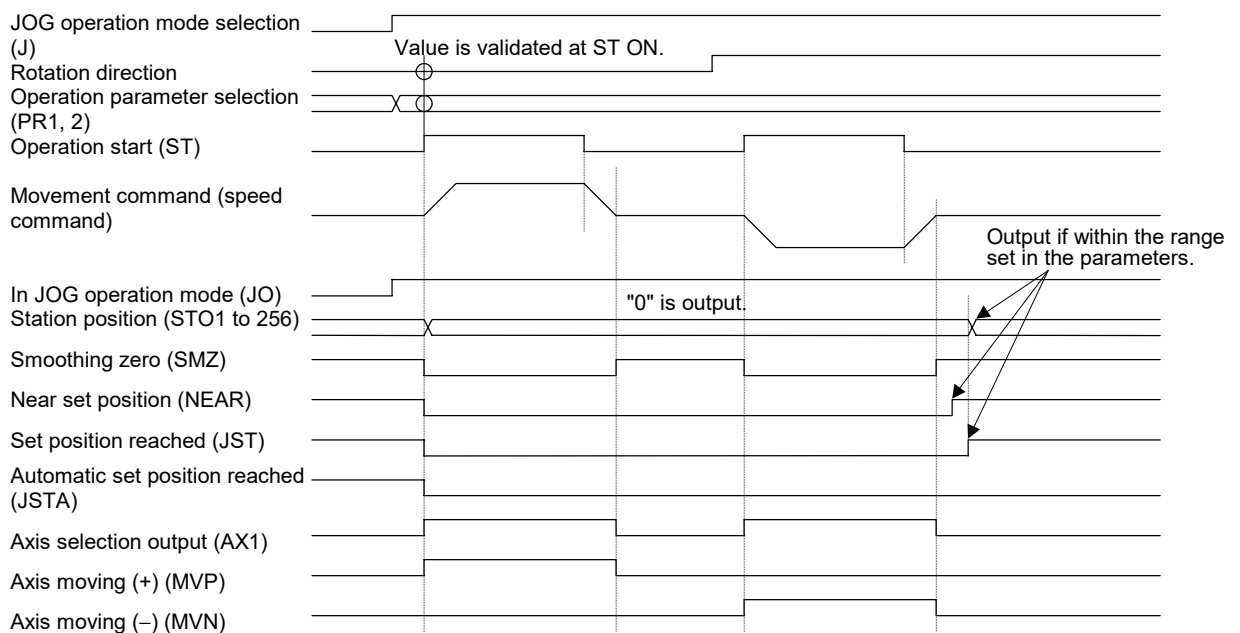 JOG operation mode selection
(J)
Value is validated at ST ON.
Rotation direction
Operation parameter selection
(PR1, 2)
Operation start (ST)
Movement command (speed
command)
Output if within the range
set in the parameters.
In JOG operation mode (JO)
"0" is output.
Station position (STO1 to 256)
Smoothing zero (SMZ)
Near set position (NEAR)
Set position reached (JST)
Automatic set position reached
(JSTA)
Axis selection output (AX1)
Axis moving (+) (MVP)
Axis moving (−) (MVN)